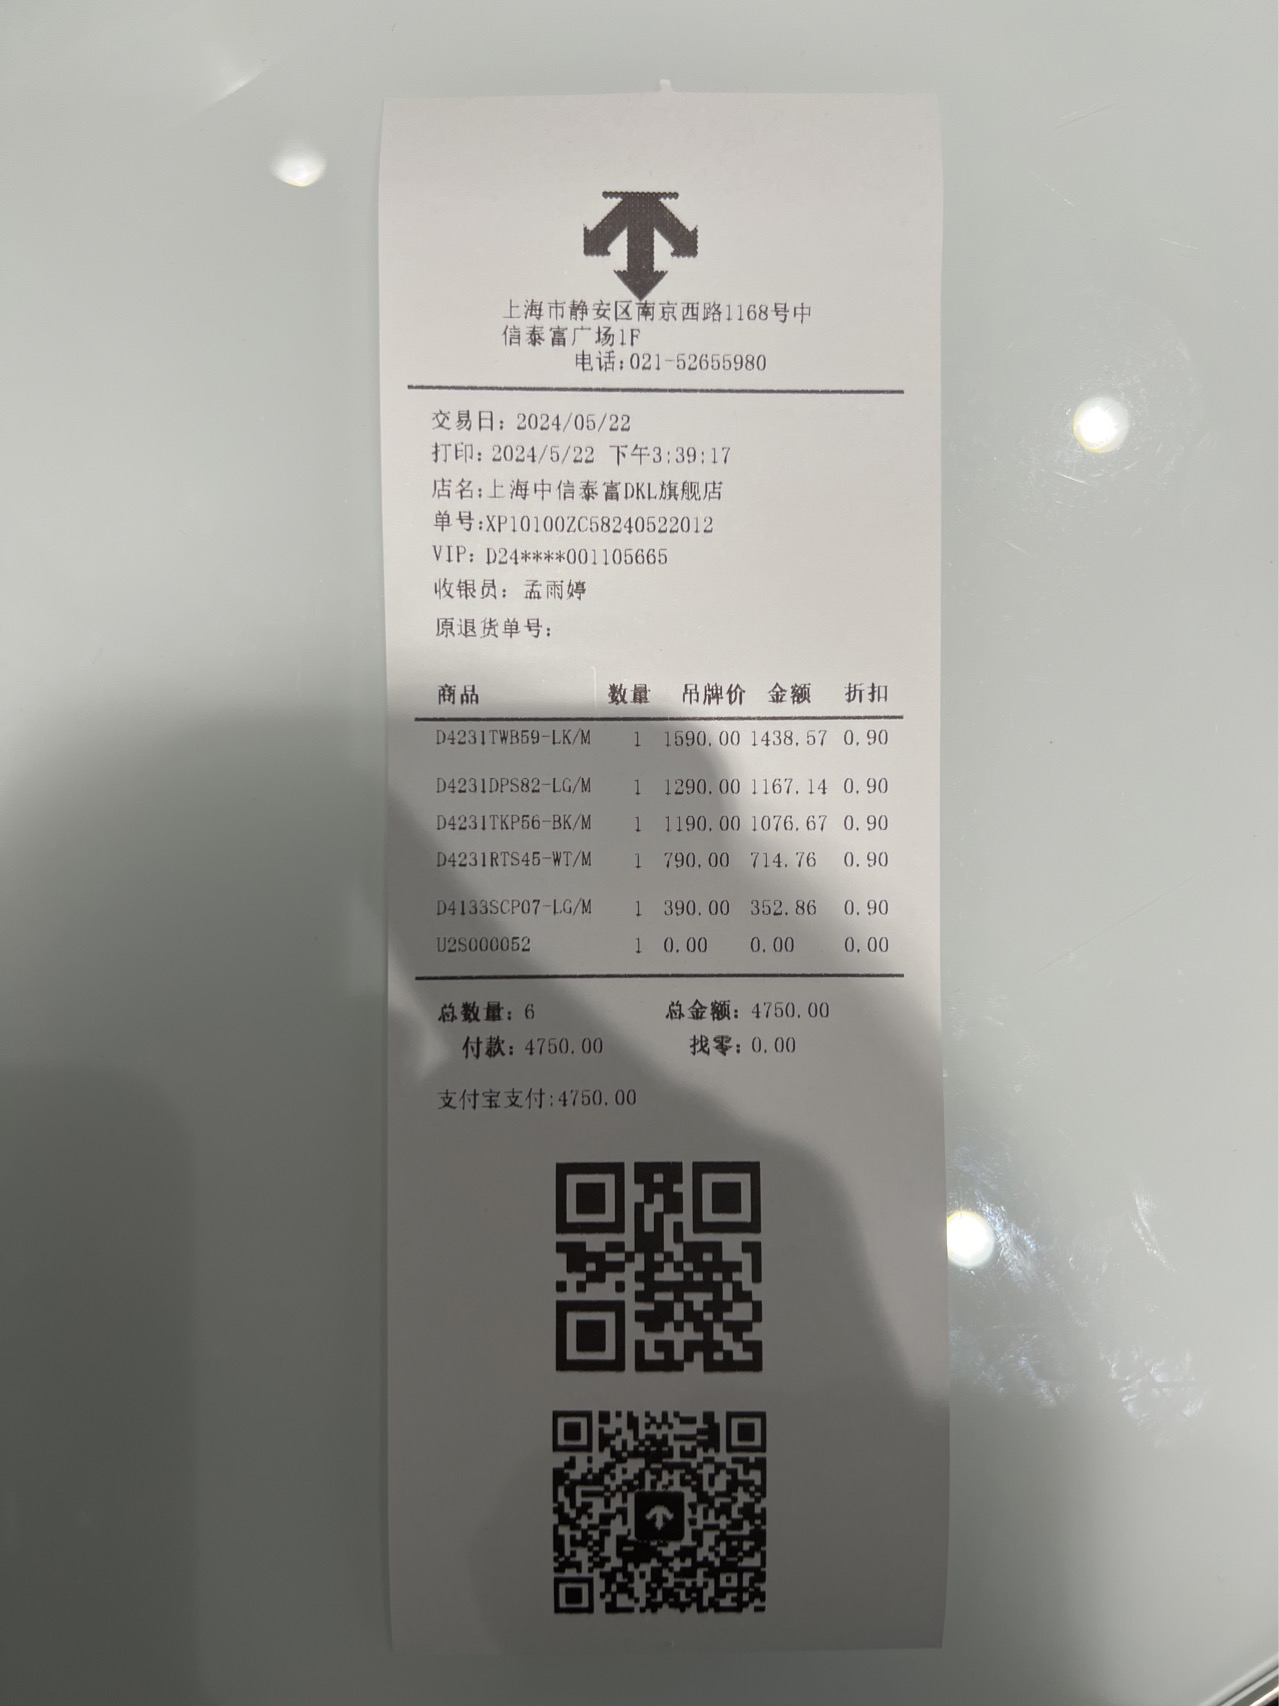 上海市静安区南京西路1168号中
信泰富广场1F
电话:021-52655980
交易日: 2024/05/22
打印: 2024/5/22 下午3:39:17
店名:上海中信泰富DKL旗舰店
单号:XP10100ZC58240522012
VIP: D24****001105665
收银员: 孟雨婷
原退货单号:
商品 数量 吊牌价 金额 折扣
D4231TWB59-LK/M 1 1590.00 1438.57 0.90
D4231DPS82-LG/M 1 1290.00 1167.14 0.90
D4231TKP56-BK/M 1 1190.00 1076.67 0.90
D4231RTS45-WT/M 1 790.00 714.76 0.90
D4133SCP07-LG/M 1 390.00 352.86 0.90
U2S000052 1 0.00 0.00 0.00
总数量: 6 总金额: 4750.00
付款: 4750.00 找零: 0.00
支付宝支付:4750.00